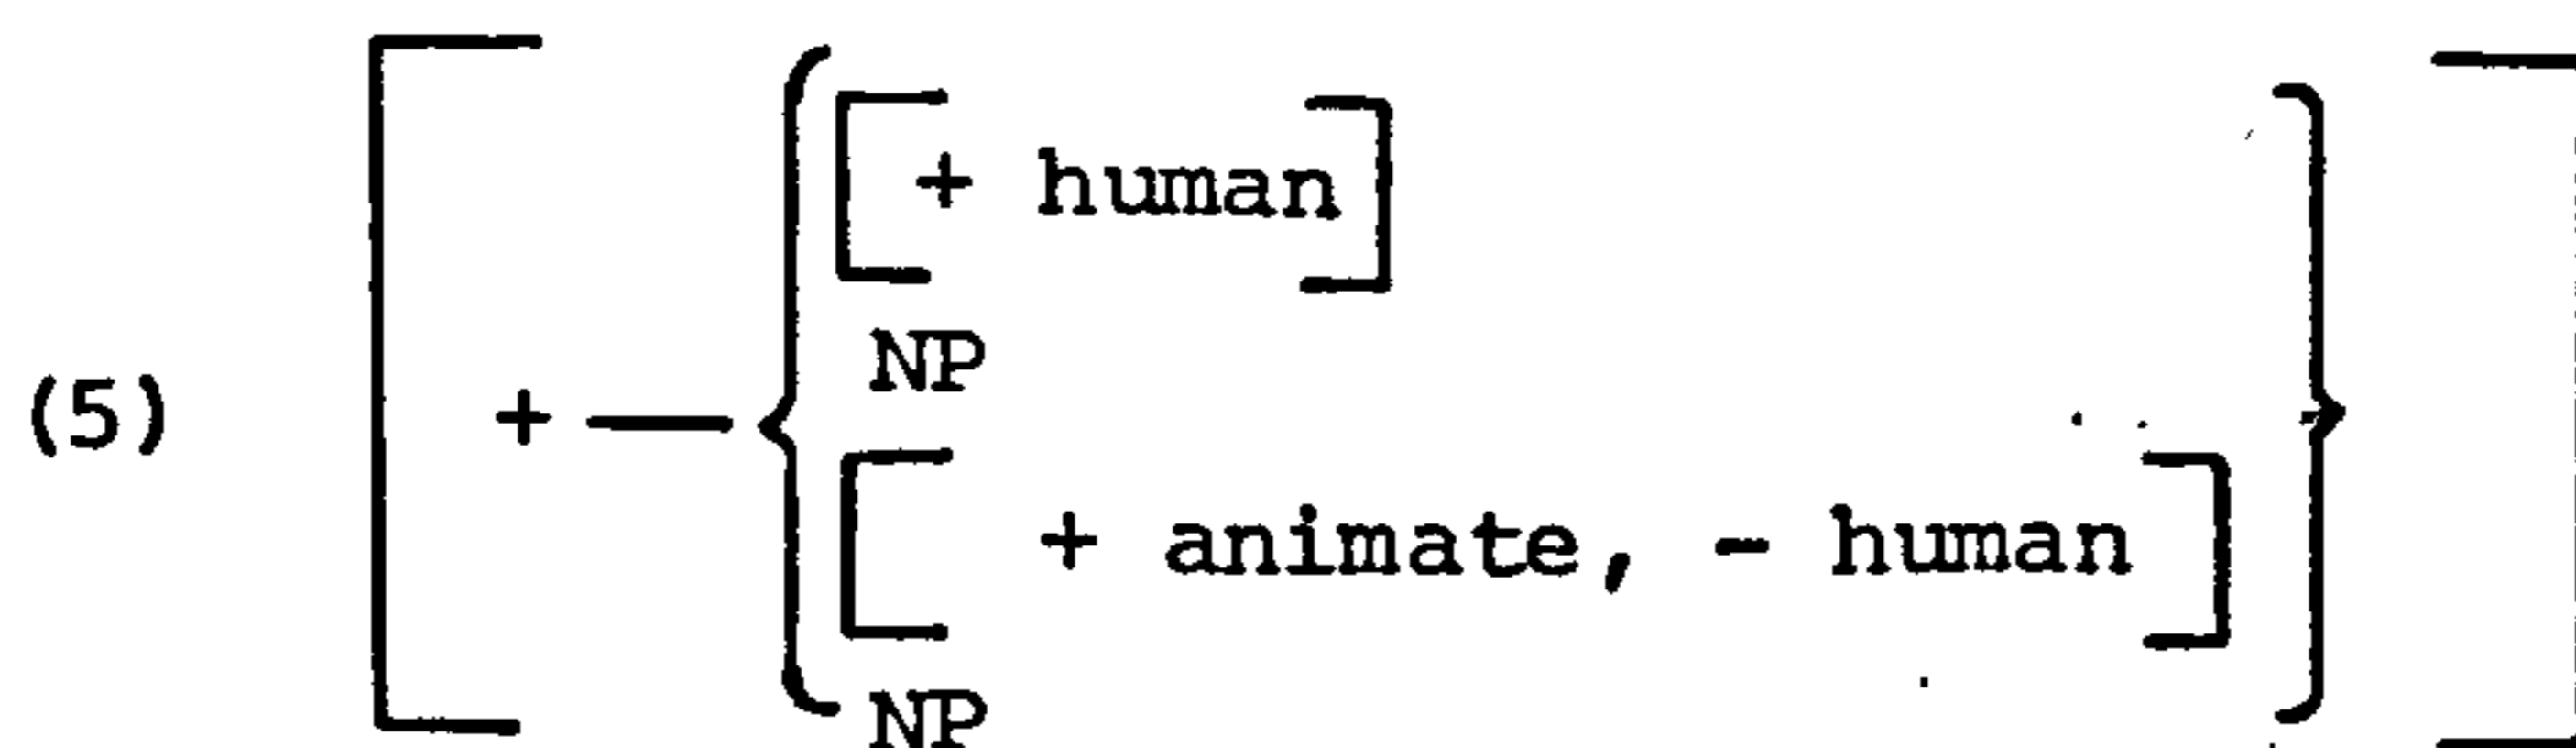 [+ human]
NP
(5) [ + — { }
[ + animate, - human]
NP